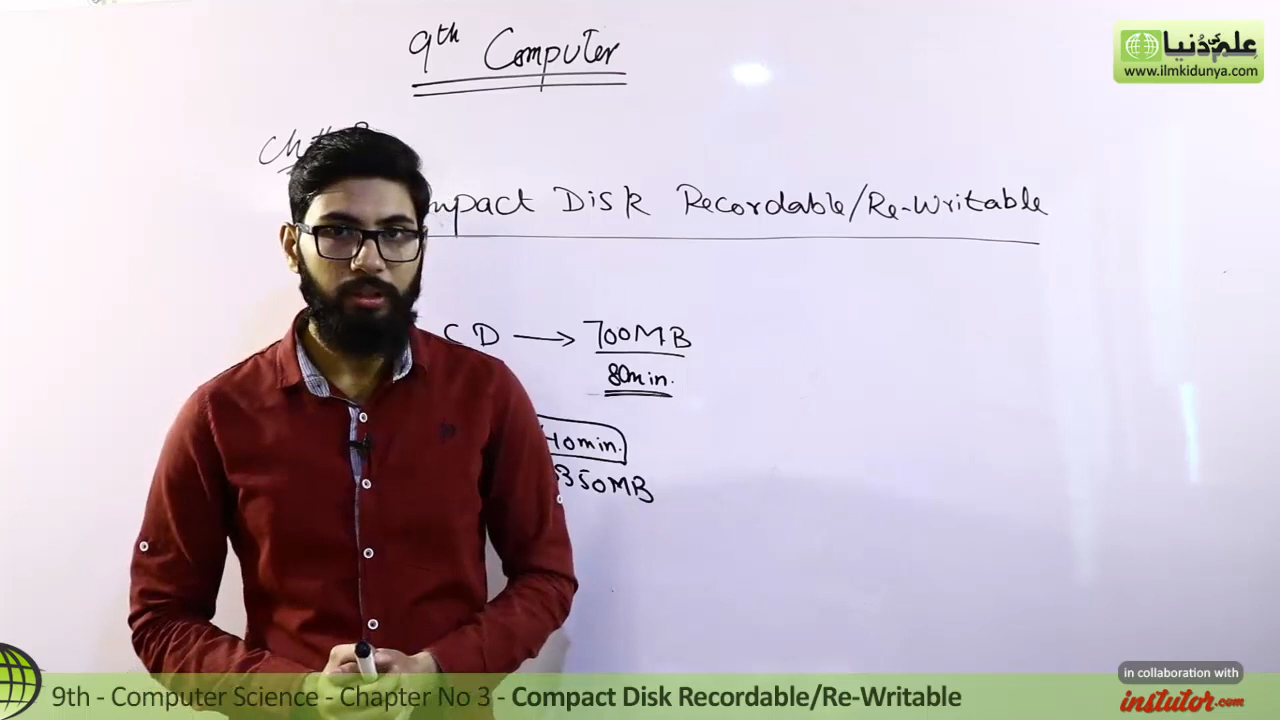 9th Computer
علم کی دنیا
www.ilmkidunya.com
Disk Recordable/Re-Writable
CD → 700MB
80min.
40min.
350MB
in collaboration with
instutor.com
9th - Computer Science - Chapter No 3 - Compact Disk Recordable/Re-Writable